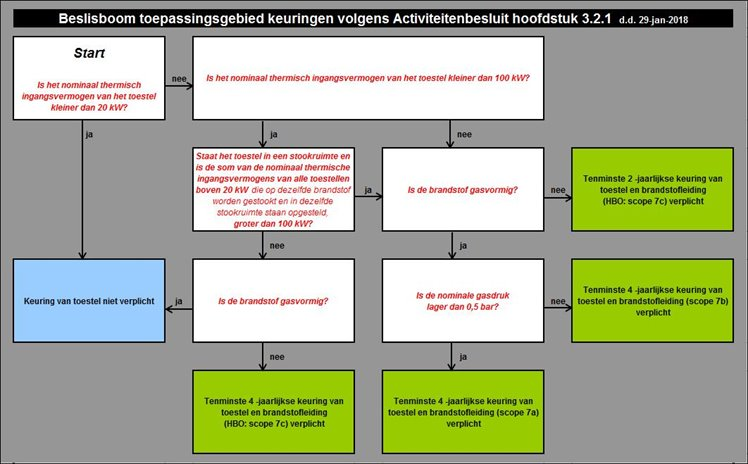 Beslisboom toepassingsgebied keuringen volgens Activiteitenbesluit hoofdstuk 3.2.1 d.d. 29-jan-2018
Start
Is het nominaal thermisch
ingangsvermogen van het toestel
kleiner dan 20 kW?
nee
Is het nominaal thermisch ingangsvermogen van het toestel kleiner dan 100 kW?
ja
ja
nee
Staat het toestel in een stookruimte en
is de som van de nominaal thermische
ingangsvermogens van alle toestellen
boven 20 kW die op dezelfde brandstof
worden gestookt en in dezelfde
stookruimte staan opgesteld,
groter dan 100 kW?
ja
Is de brandstof gasvormig?
nee
Tenminste 2 -jaarlijkse keuring van
toestel en brandstofleiding
(HBO: scope 7c) verplicht
nee
ja
Keuring van toestel niet verplicht
ja
Is de brandstof gasvormig?
Is de nominale gasdruk
lager dan 0,5 bar?
nee
Tenminste 4 -jaarlijkse keuring van
toestel en brandstofleiding (scope 7b)
verplicht
nee
ja
Tenminste 4 -jaarlijkse keuring van
toestel en brandstofleiding
(HBO: scope 7c) verplicht
Tenminste 4 -jaarlijkse keuring van
toestel en brandstofleiding (scope 7a)
verplicht